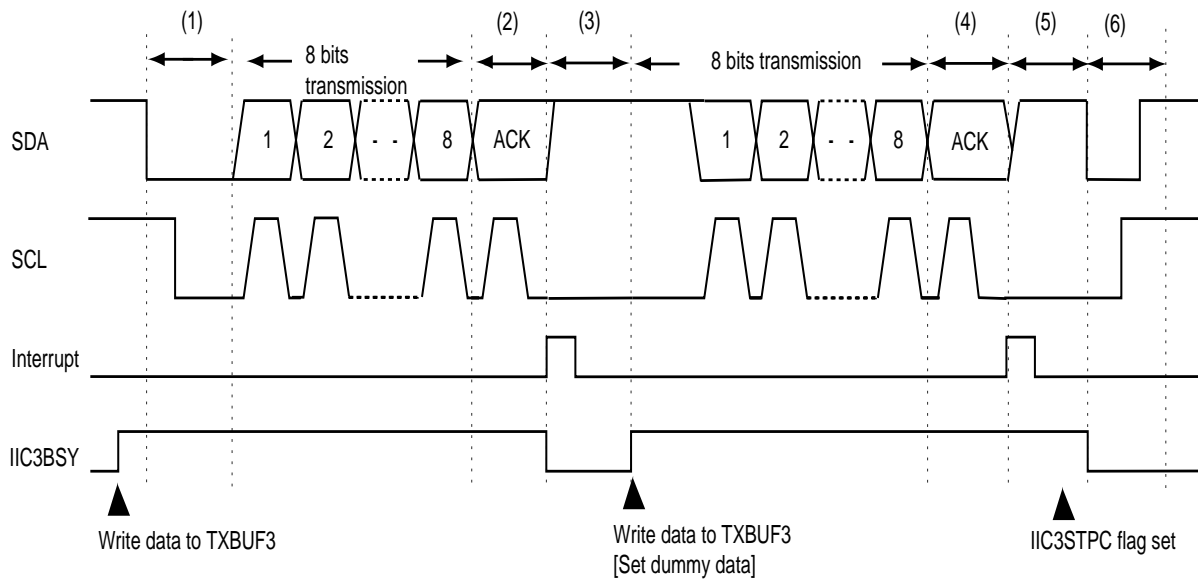 (1)
(2)
(3)
(4)
(5)
(6)
8 bits
transmission
8 bits transmission
SDA
1
2
- -
8
ACK
1
2
- -
8
ACK
SCL
Interrupt
IIC3BSY
Write data to TXBUF3
Write data to TXBUF3
[Set dummy data]
IIC3STPC flag set